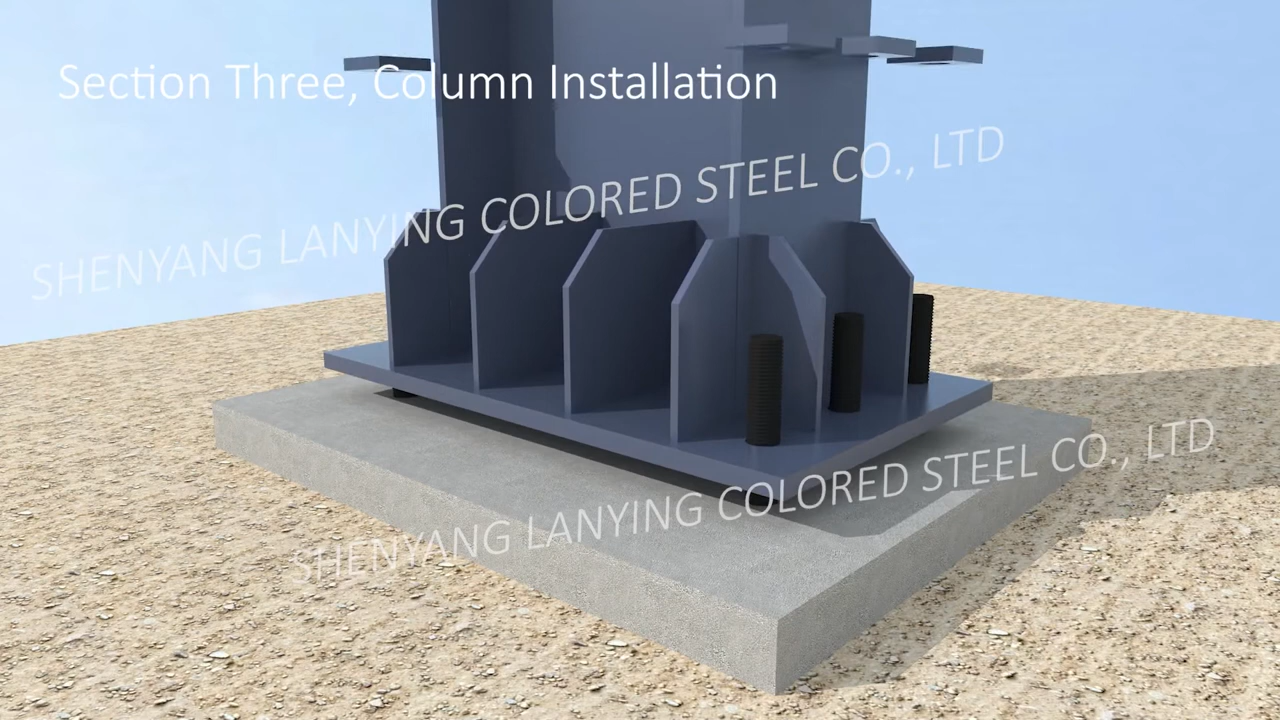 Section Three, Column Installation
SHENYANG LANYING COLORED STEEL CO., LTD
SHENYANG LANYING COLORED STEEL CO., LTD